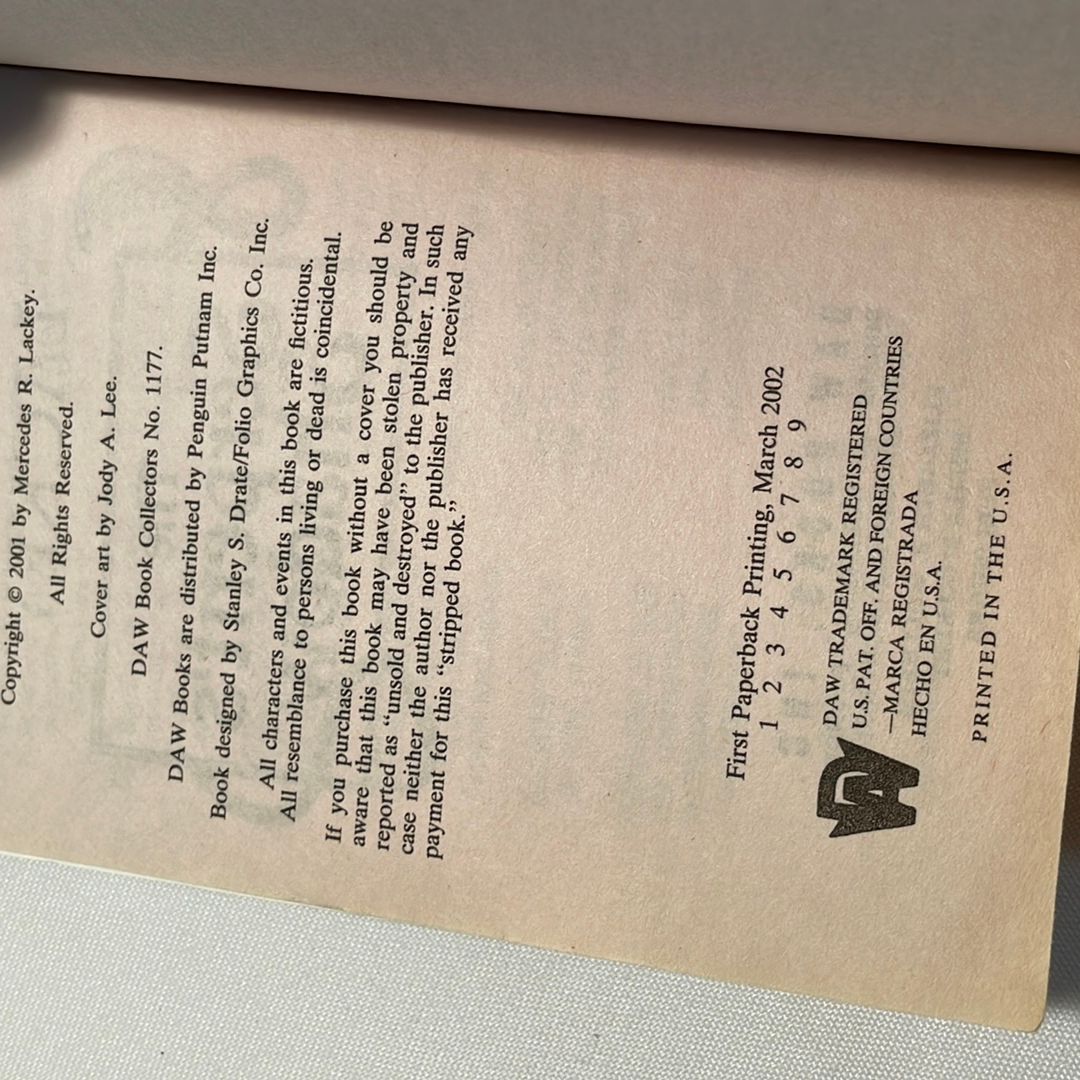 Copyright © 2001 by Mercedes R. Lackey.
All Rights Reserved.
Cover art by Jody A. Lee.
DAW Book Collectors No. 1177.
DAW Books are distributed by Penguin Putnam Inc.
Book designed by Stanley S. Drate/Folio Graphics Co. Inc.
All characters and events in this book are fictitious.
All resemblance to persons living or dead is coincidental.
If you purchase this book without a cover you should be
aware that this book may have been stolen property and
reported as “unsold and destroyed” to the publisher. In such
case neither the author nor the publisher has received any
payment for this “stripped book.”
First Paperback Printing, March 2002
1 2 3 4 5 6 7 8 9
DAW TRADEMARK REGISTERED
U.S. PAT. OFF. AND FOREIGN COUNTRIES
—MARCA REGISTRADA
HECHO EN U.S.A.
PRINTED IN THE U.S.A.